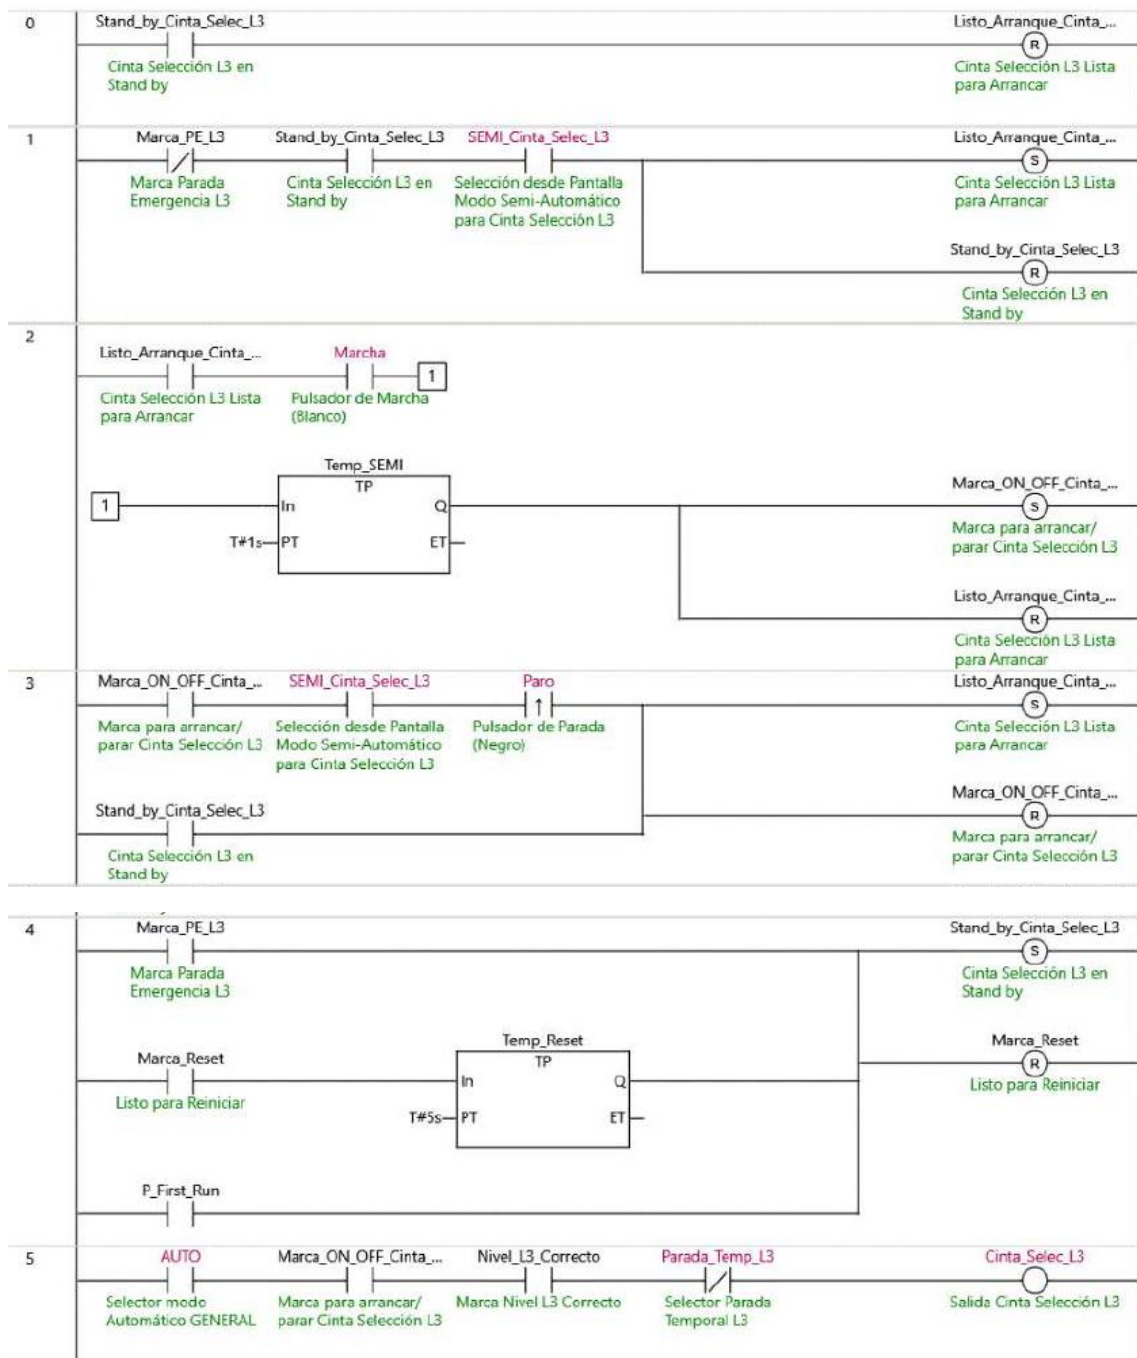 0
Stand_by_Cinta_Selec_L3
Listo_Arranque_Cinta_...
R
Cinta Selección L3 en
Stand by
Cinta Selección L3 Lista
para Arrancar
1
Marca_PE_L3
Stand_by_Cinta_Selec_L3
SEMI_Cinta_Selec_L3
Listo_Arranque_Cinta_...
S
Marca Parada
Emergencia L3
Cinta Selección L3 en
Stand by
Selección desde Pantalla
Modo Semi-Automático
para Cinta Selección L3
Cinta Selección L3 Lista
para Arrancar
Stand_by_Cinta_Selec_L3
R
Cinta Selección L3 en
Stand by
2
Listo_Arranque_Cinta_...
Marcha
1
Cinta Selección L3 Lista
para Arrancar
Pulsador de Marcha
(Blanco)
Temp_SEMI
TP
1
In
Q
T#1s
PT
ET
Marca_ON_OFF_Cinta_...
S
Marca para arrancar/
parar Cinta Selección L3
Listo_Arranque_Cinta_...
R
Cinta Selección L3 Lista
para Arrancar
3
Marca_ON_OFF_Cinta_...
SEMI_Cinta_Selec_L3
Paro
Listo_Arranque_Cinta_...
S
Marca para arrancar/
parar Cinta Selección L3
Selección desde Pantalla
Modo Semi-Automático
para Cinta Selección L3
Pulsador de Parada
(Negro)
Cinta Selección L3 Lista
para Arrancar
Stand_by_Cinta_Selec_L3
Marca_ON_OFF_Cinta_...
R
Cinta Selección L3 en
Stand by
Marca para arrancar/
parar Cinta Selección L3
4
Marca_PE_L3
Stand_by_Cinta_Selec_L3
S
Marca Parada
Emergencia L3
Cinta Selección L3 en
Stand by
Marca_Reset
Temp_Reset
TP
Marca_Reset
R
Listo para Reiniciar
In
Q
T#5s
PT
ET
Listo para Reiniciar
P_First_Run
5
AUTO
Marca_ON_OFF_Cinta_...
Nivel_L3_Correcto
Parada_Temp_L3
Cinta_Selec_L3
Selector modo
Automático GENERAL
Marca para arrancar/
parar Cinta Selección L3
Marca Nivel L3 Correcto
Selector Parada
Temporal L3
Salida Cinta Selección L3